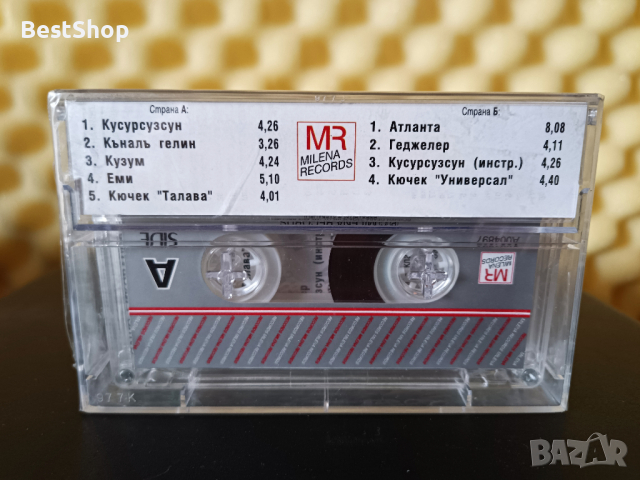 BestShop
Страна А:
1. Кусурсузсун 4,26
2. Къналъ гелин 3,26
3. Кузум 4,24
4. Еми 5,10
5. Кючек "Талава" 4,01
MR
MILENA
RECORDS
Страна Б:
1. Атланта 8,08
2. Геджелер 4,11
3. Кусурсузсун (инстр.) 4,26
4. Кючек "Универсал" 4,40
SIDE
A
MR
MILENA
RECORDS
BAZAR